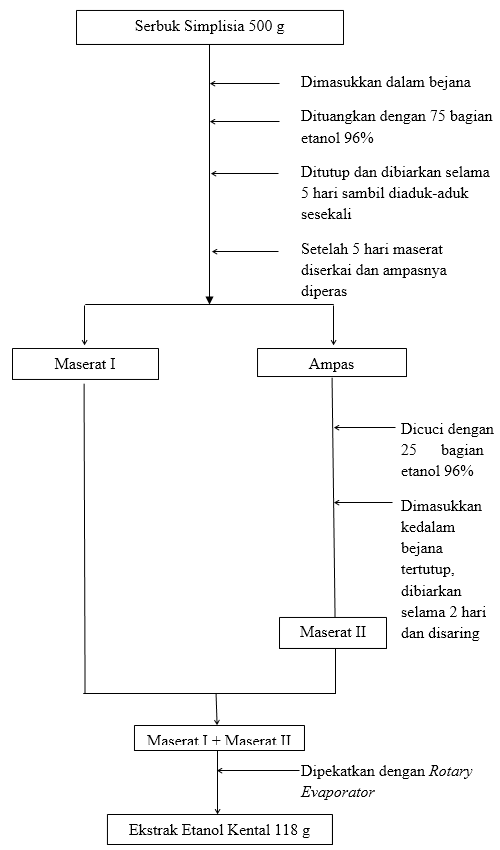 Serbuk Simplisia 500 g
Dimasukkan dalam bejana
Dituangkan dengan 75 bagian
etanol 96%
Ditutup dan dibiarkan selama
5 hari sambil diaduk-aduk
sesekali
Setelah 5 hari maserat
diserkai dan ampasnya
diperas
Maserat I
Ampas
Dicuci dengan
25 bagian
etanol 96%
Dimasukkan
kedalam
bejana
tertutup,
dibiarkan
selama 2 hari
dan disaring
Maserat II
Maserat I + Maserat II
Dipekatkan dengan Rotary
Evaporator
Ekstrak Etanol Kental 118 g